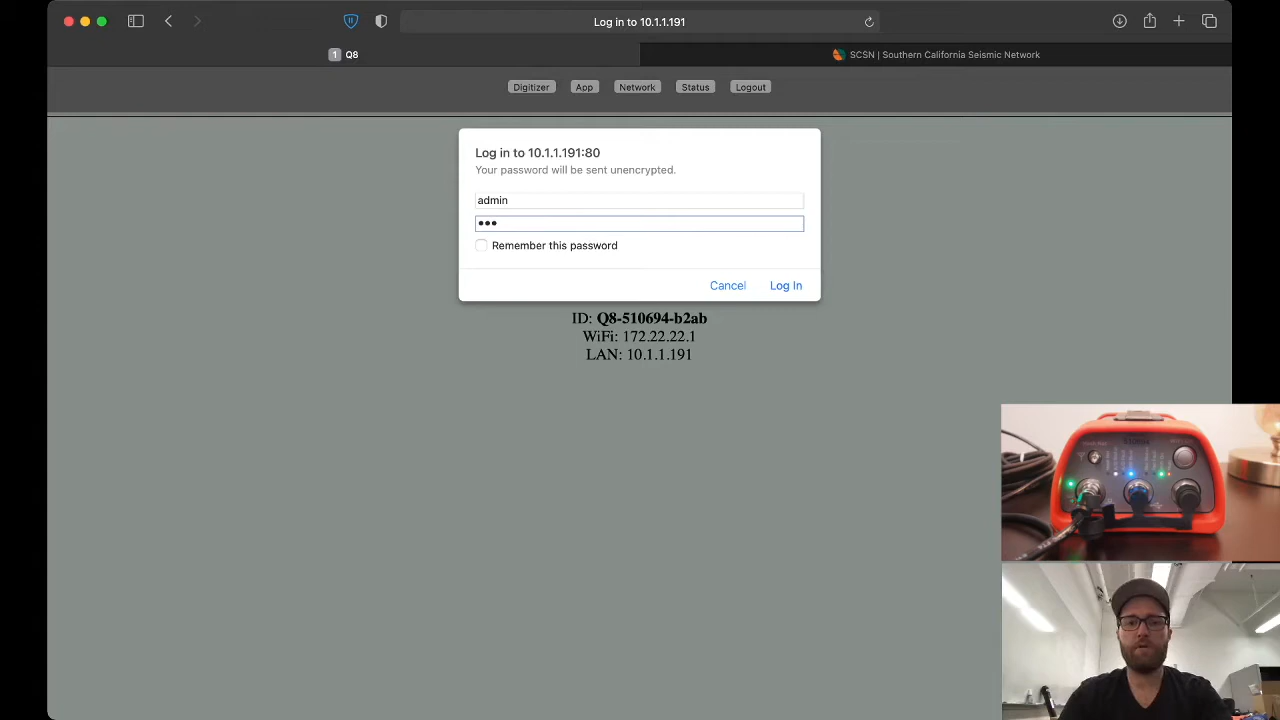 Log in to 10.1.1.191
1 Q8
SCSN | Southern California Seismic Network
Digitizer
App
Network
Status
Logout
Log in to 10.1.1.191:80
Your password will be sent unencrypted.
admin
•••
Remember this password
Cancel
Log In
ID: Q8-510694-b2ab
WiFi: 172.22.22.1
LAN: 10.1.1.191